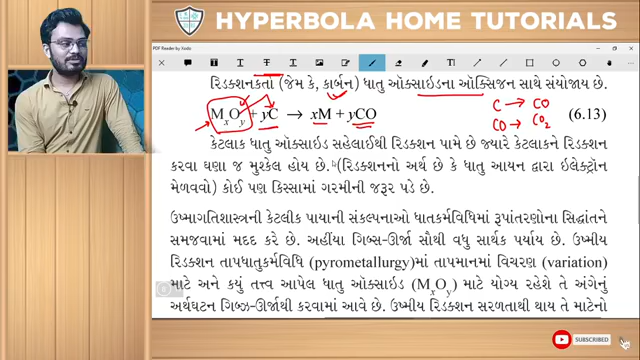 HYPERBOLA HOME TUTORIALS
PDF Reader by Xodo
રિડક્શનકર્તા (જેમ કે, કાર્બન) ધાતુ ઑક્સાઇડના ઑક્સિજન સાથે સંયોજાય છે.
MxOy + yC → xM + yCO (6.13)
C → CO
CO → CO2
કેટલાક ધાતુ ઑક્સાઇડ સહેલાઈથી રિડક્શન પામે છે જ્યારે કેટલાકને રિડક્શન
કરવા ઘણા જ મુશ્કેલ હોય છે. (રિડક્શનનો અર્થ છે કે ધાતુ આયન દ્વારા ઇલેક્ટ્રૉન
મેળવવો) કોઈ પણ કિસ્સામાં ગરમીની જરૂર પડે છે.
ઉષ્માગતિશાસ્ત્રની કેટલીક પાયાની સંકલ્પનાઓ ધાતકર્મવિધિમાં રૂપાંતરણોના સિદ્ધાંતને
સમજવામાં મદદ કરે છે. અહીંયા ગિબ્સ-ઊર્જા સૌથી વધુ સાર્થક પર્યાય છે. ઉષ્મીય
રિડક્શન તાપધાતુકર્મવિધિ (pyrometallurgy)માં તાપમાનમાં વિચરણ (variation)
માટે અને કયું તત્ત્વ આપેલ ધાતુ ઑક્સાઇડ (MxOy) માટે યોગ્ય રહેશે તે અંગેનું
અર્થઘટન ગિબ્ઝ-ઊર્જાથી કરવામાં આવે છે. ઉષ્મીય રિડક્શન સરળતાથી થાય તે માટેનો
SUBSCRIBED